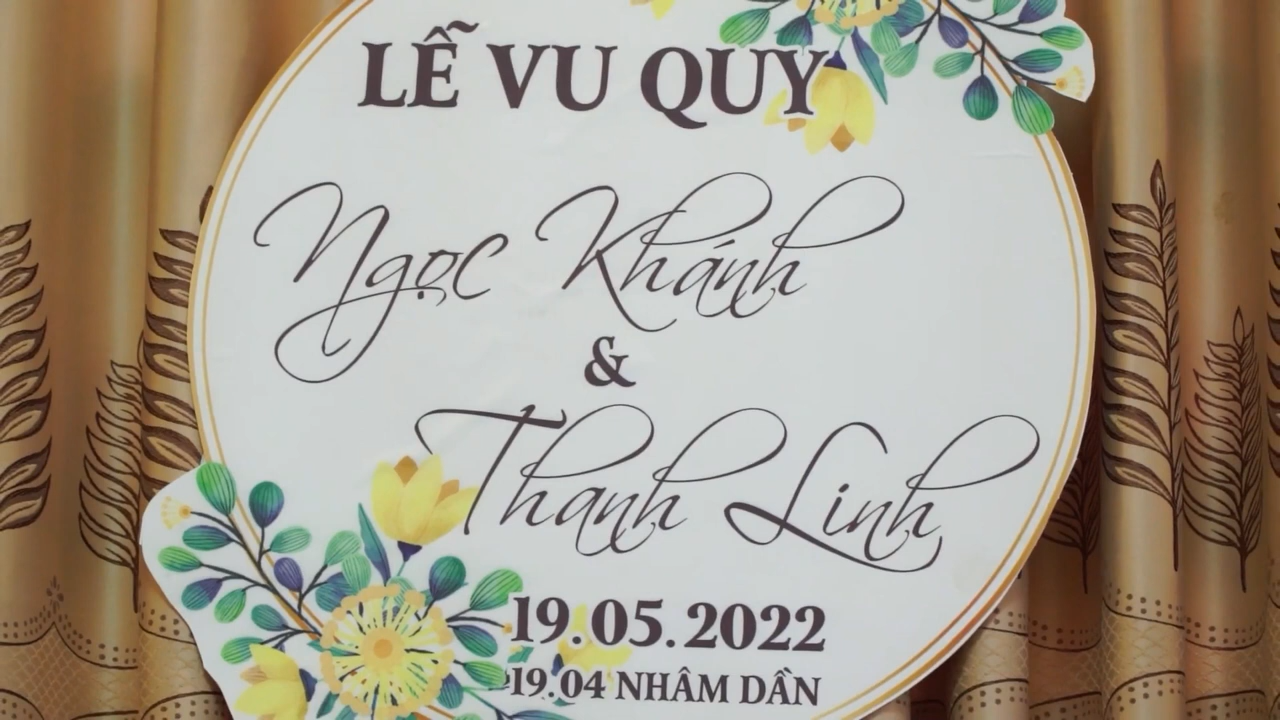 LỄ VU QUY
Ngọc Khánh
&
Thanh Linh
19.05.2022
19.04 NHÂM DẦN